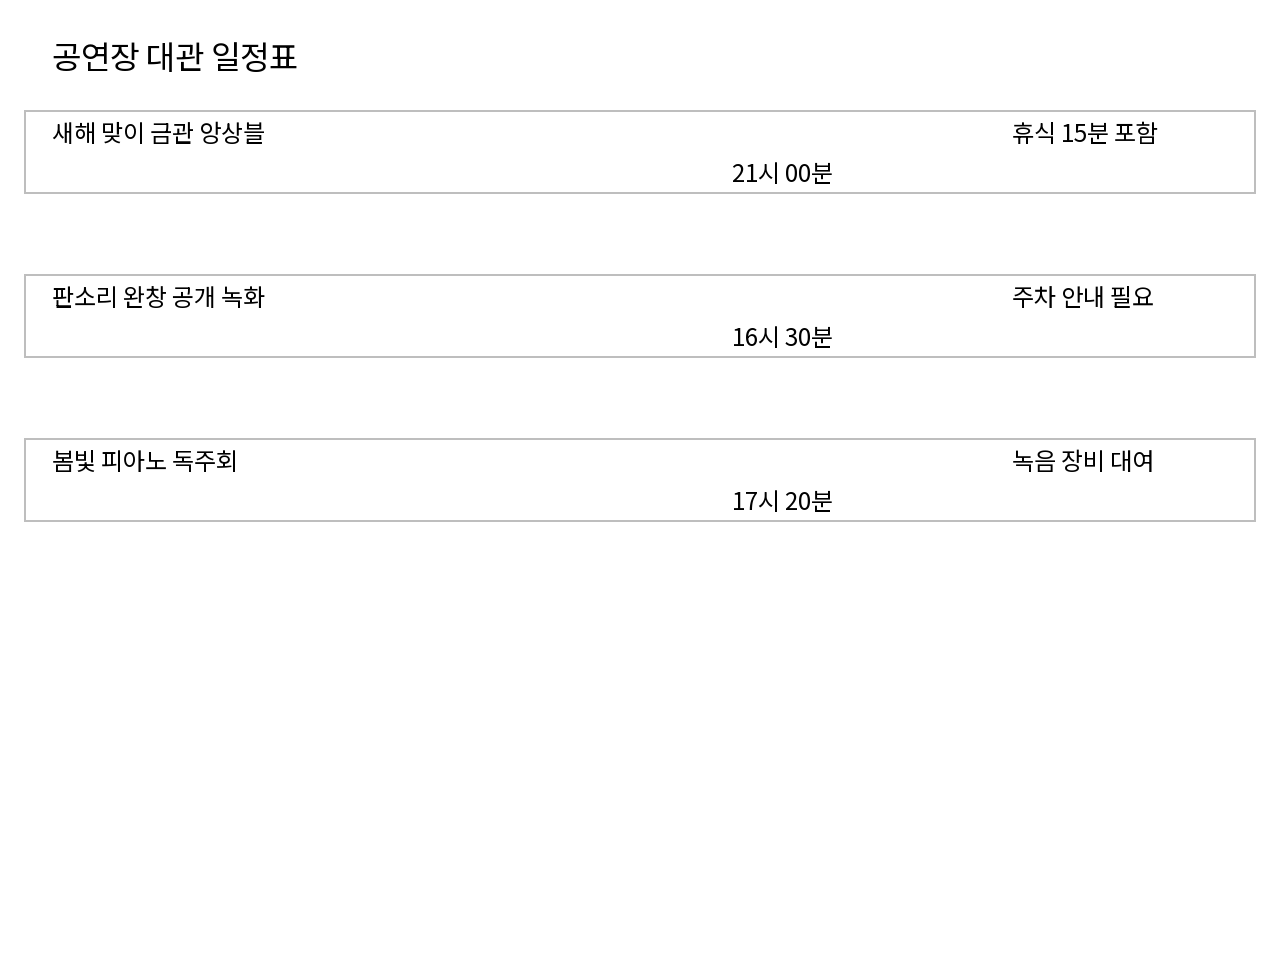 공연장 대관 일정표
새해 맞이 금관 앙상블 휴식 15분 포함
21시 00분
판소리 완창 공개 녹화 주차 안내 필요
16시 30분
봄빛 피아노 독주회 녹음 장비 대여
17시 20분